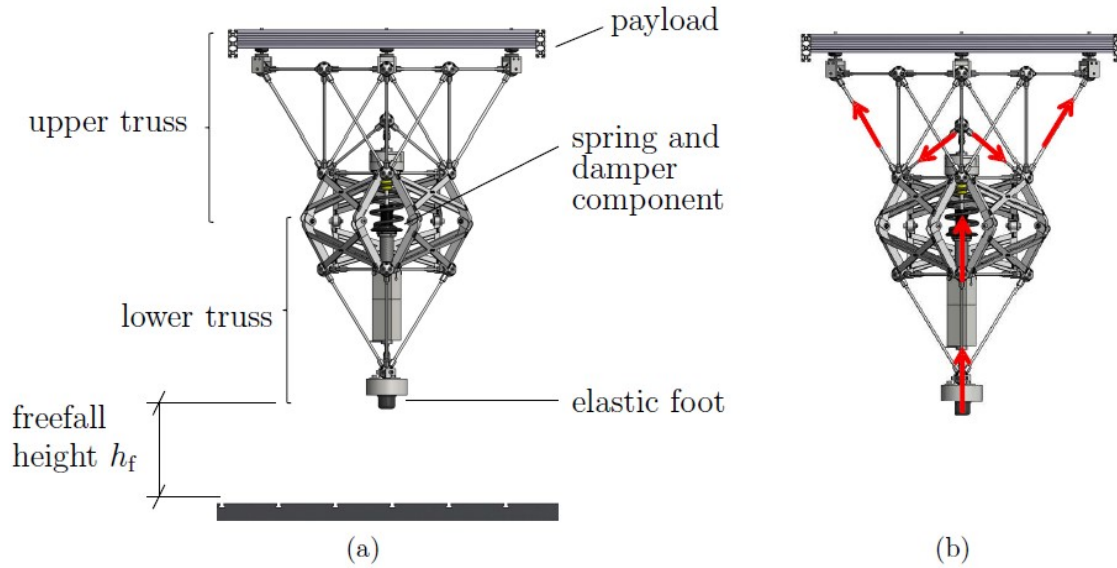 payload
upper truss
spring and
damper
component
lower truss
elastic foot
freefall
height h_f
(a)
(b)